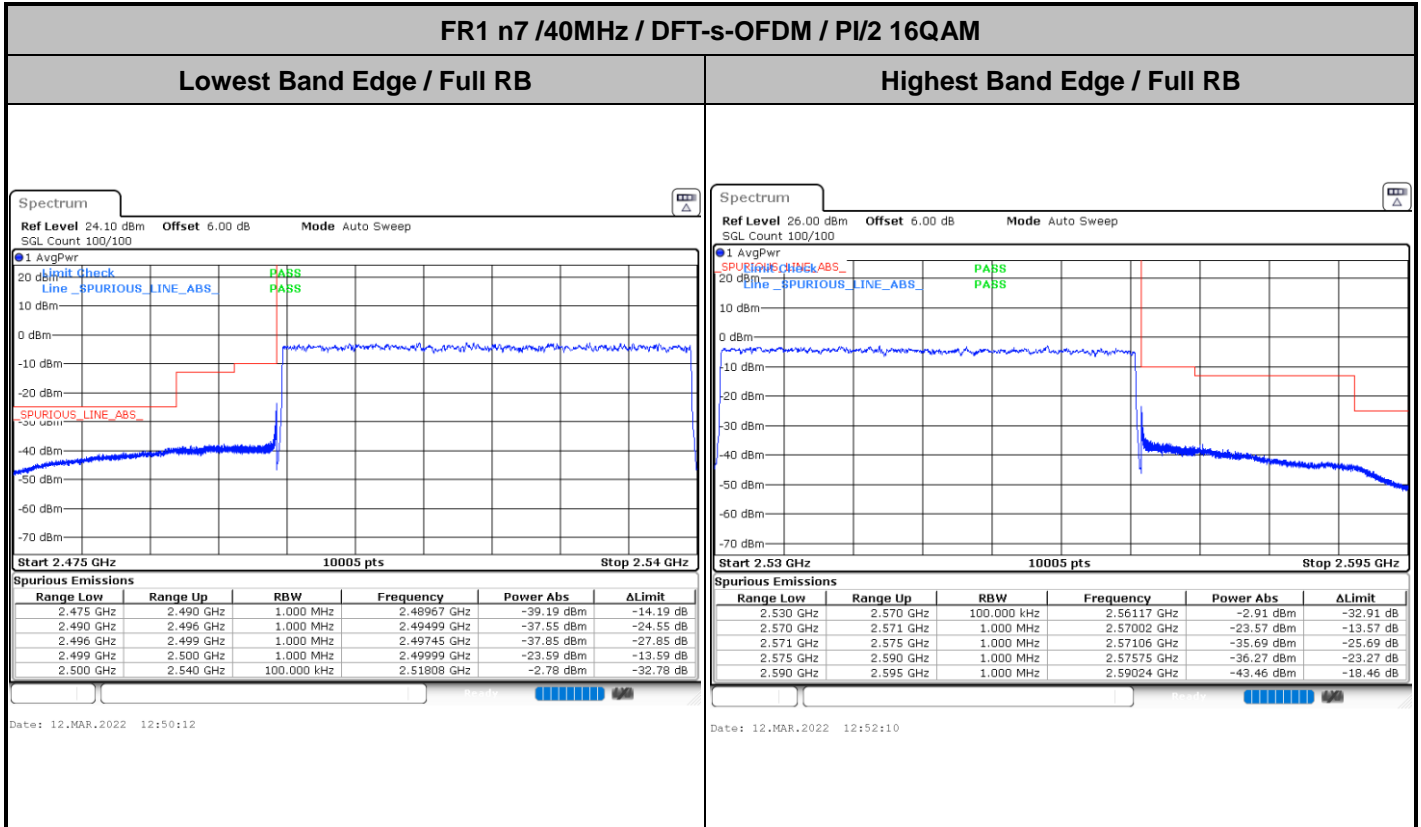 FR1 n7 /40MHz / DFT-s-OFDM / PI/2 16QAM
Lowest Band Edge / Full RB
Highest Band Edge / Full RB
Spectrum
Ref Level 24.10 dBm Offset 6.00 dB Mode Auto Sweep
SGL Count 100/100
1 AvgPwr
20 dBm Limit Check PASS
Line _SPURIOUS_LINE_ABS_ PASS
10 dBm
0 dBm
-10 dBm
-20 dBm
_SPURIOUS_LINE_ABS_
-30 dBm
-40 dBm
-50 dBm
-60 dBm
-70 dBm
Start 2.475 GHz 10005 pts Stop 2.54 GHz
Spurious Emissions
Range Low Range Up RBW Frequency Power Abs ΔLimit
2.475 GHz 2.490 GHz 1.000 MHz 2.48967 GHz -39.19 dBm -14.19 dB
2.490 GHz 2.496 GHz 1.000 MHz 2.49499 GHz -37.55 dBm -24.55 dB
2.496 GHz 2.499 GHz 1.000 MHz 2.49745 GHz -37.85 dBm -27.85 dB
2.499 GHz 2.500 GHz 1.000 MHz 2.49999 GHz -23.59 dBm -13.59 dB
2.500 GHz 2.540 GHz 100.000 kHz 2.51808 GHz -2.78 dBm -32.78 dB
Ready
Date: 12.MAR.2022 12:50:12
Spectrum
Ref Level 26.00 dBm Offset 6.00 dB Mode Auto Sweep
SGL Count 100/100
1 AvgPwr
_SPURIOUS_LINE_ABS_
20 dBm Limit Check PASS
Line _SPURIOUS_LINE_ABS_ PASS
10 dBm
0 dBm
-10 dBm
-20 dBm
-30 dBm
-40 dBm
-50 dBm
-60 dBm
-70 dBm
Start 2.53 GHz 10005 pts Stop 2.595 GHz
Spurious Emissions
Range Low Range Up RBW Frequency Power Abs ΔLimit
2.530 GHz 2.570 GHz 100.000 kHz 2.56117 GHz -2.91 dBm -32.91 dB
2.570 GHz 2.571 GHz 1.000 MHz 2.57002 GHz -23.57 dBm -13.57 dB
2.571 GHz 2.575 GHz 1.000 MHz 2.57106 GHz -35.69 dBm -25.69 dB
2.575 GHz 2.590 GHz 1.000 MHz 2.57575 GHz -36.27 dBm -23.27 dB
2.590 GHz 2.595 GHz 1.000 MHz 2.59024 GHz -43.46 dBm -18.46 dB
Ready
Date: 12.MAR.2022 12:52:10